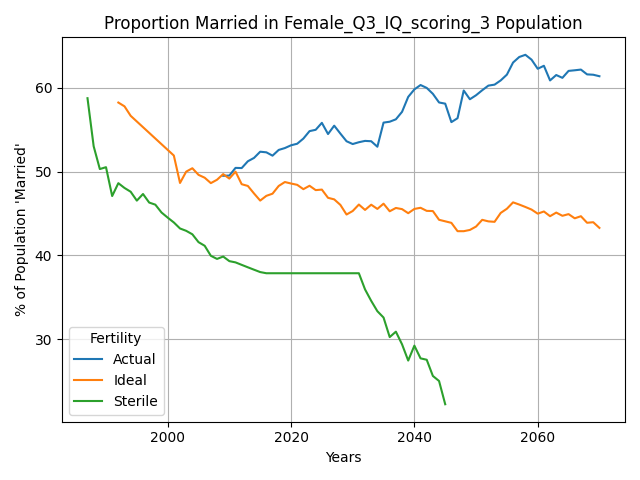 Proportion Married in Female_Q3_IQ_scoring_3 Population
% of Population 'Married'
60
50
40
30
Fertility
Actual
Ideal
Sterile
2000
2020
2040
2060
Years